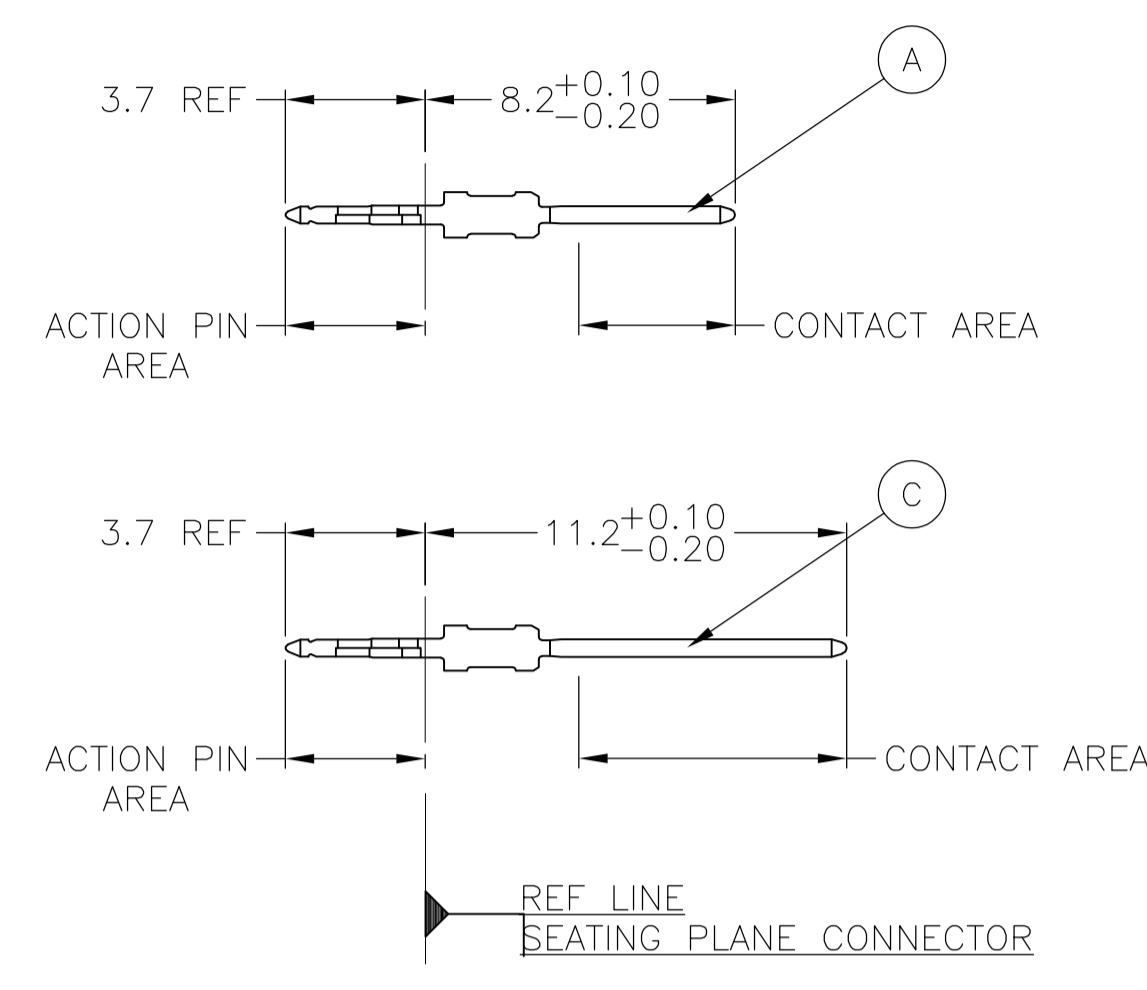 A
3.7 REF
8.2 +0.10
−0.20
ACTION PIN
AREA
CONTACT AREA
C
3.7 REF
11.2 +0.10
−0.20
ACTION PIN
AREA
CONTACT AREA
REF LINE
SEATING PLANE CONNECTOR